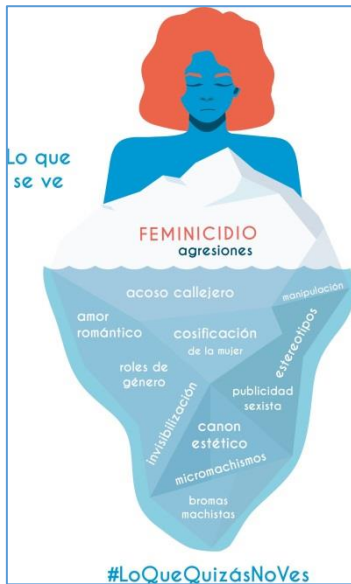 Lo que
se ve
FEMINICIDIO
agresiones
acoso callejero
manipulación
amor
romántico
cosificación
de la mujer
estereotipos
roles de
género
publicidad
sexista
Invisibilización
canon
estético
micromachismos
bromas
machistas
#LoQueQuizásNoVes